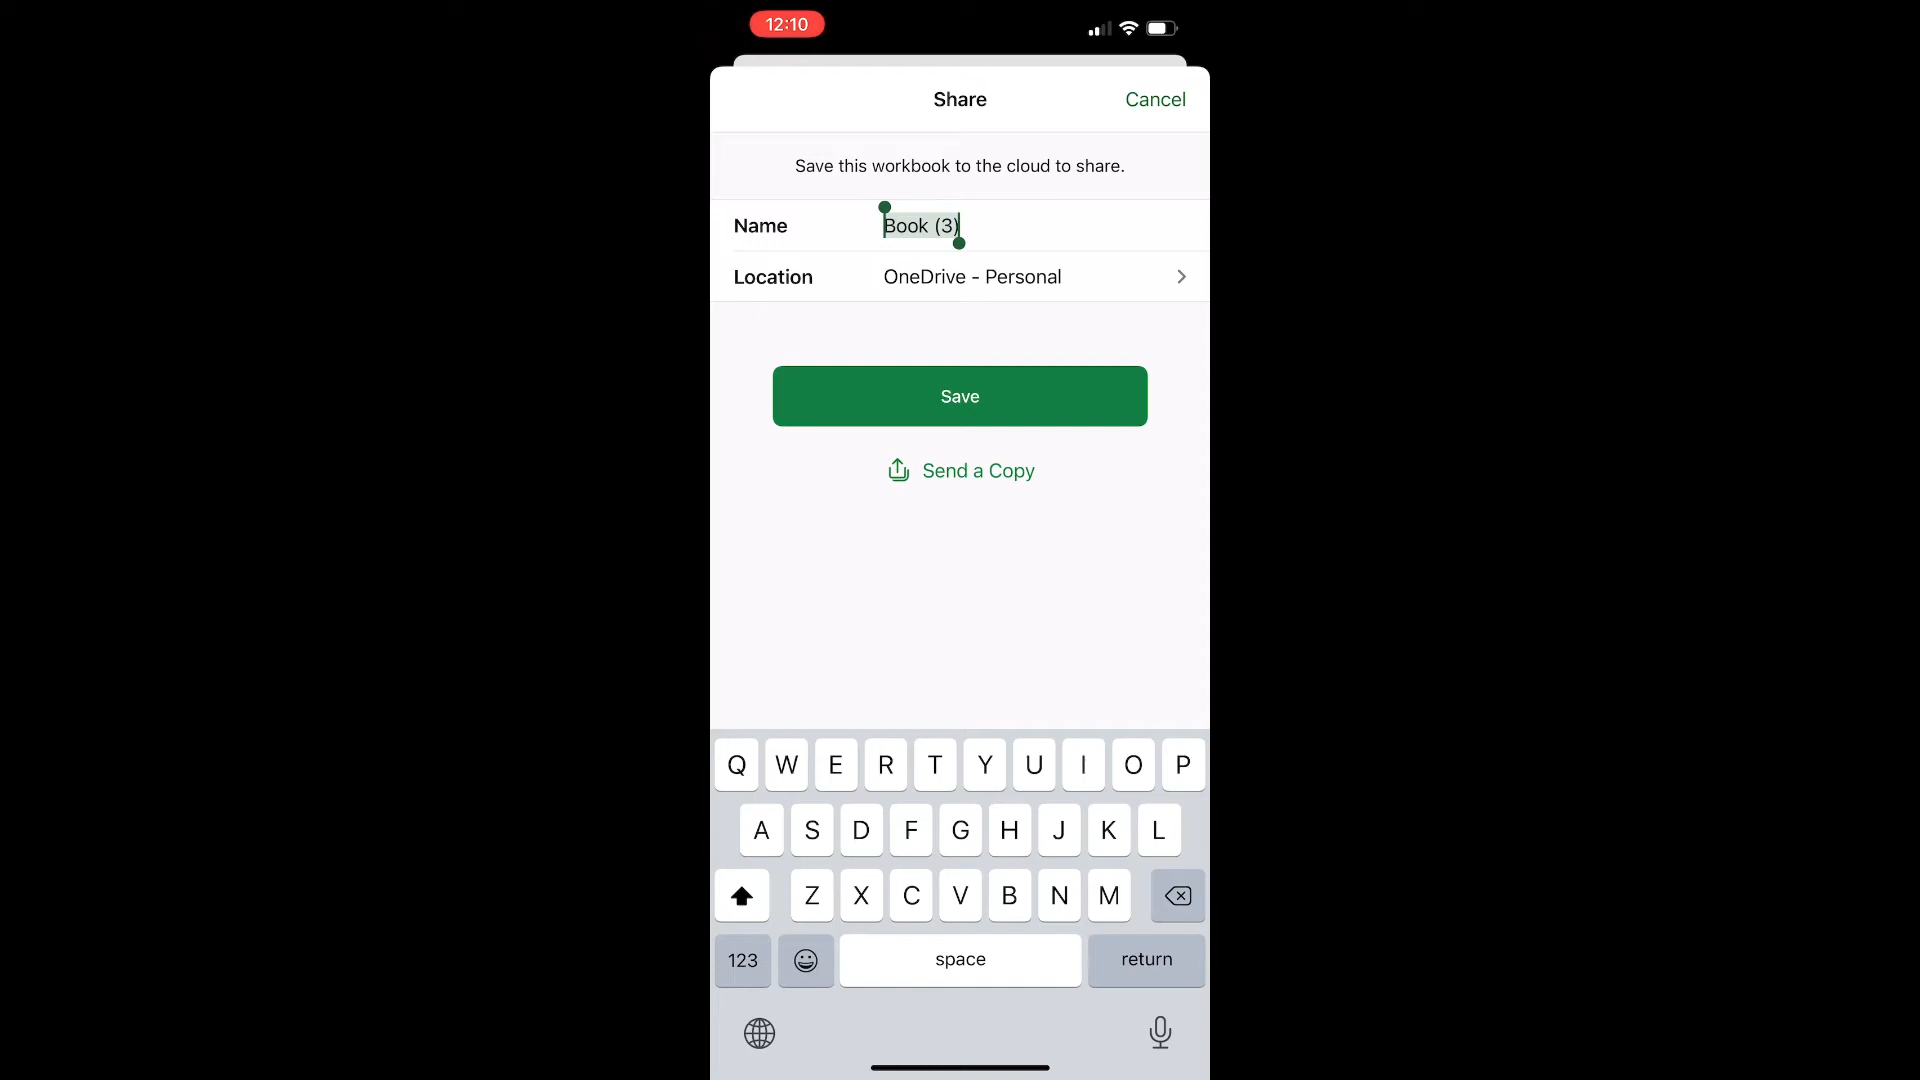 12:10
Share
Cancel
Save this workbook to the cloud to share.
Name Book (3)
Location OneDrive - Personal
Save
Send a Copy
Q W E R T Y U I O P
A S D F G H J K L
Z X C V B N M
123 space return